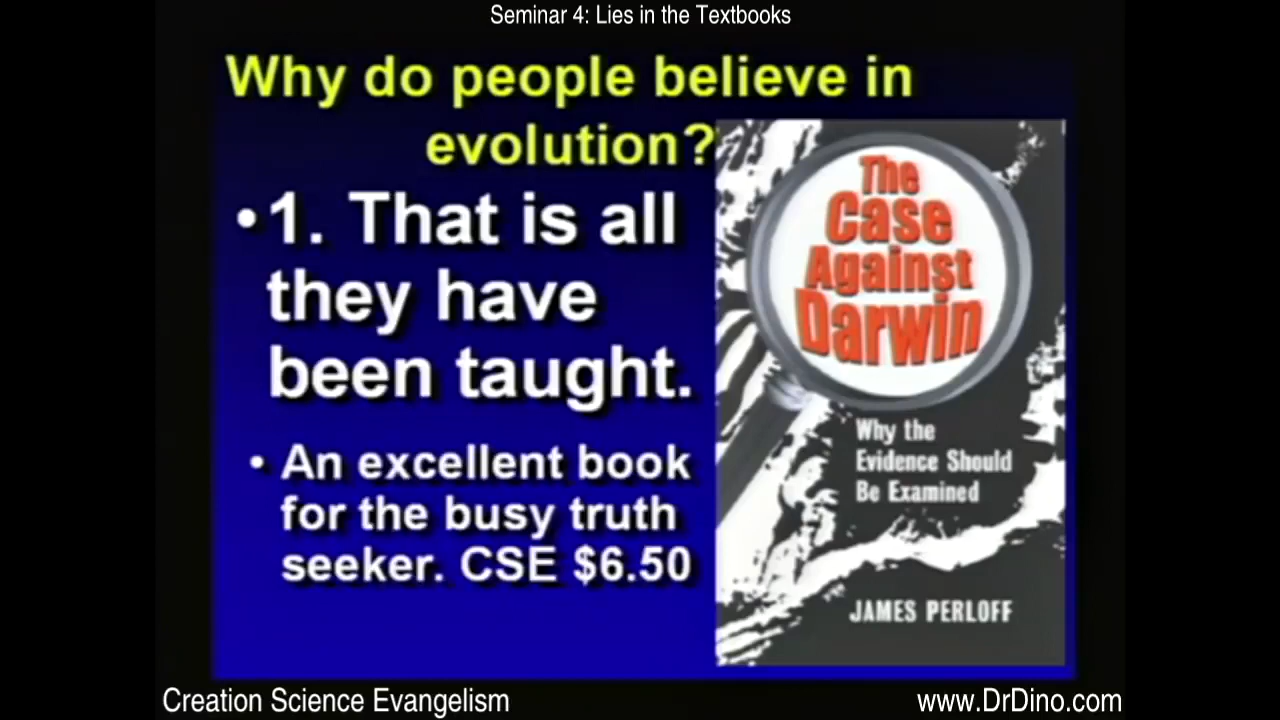 Seminar 4: Lies in the Textbooks
Why do people believe in
evolution?
•1. That is all
they have
been taught.
• An excellent book
for the busy truth
seeker. CSE $6.50
The
Case
Against
Darwin
Why the
Evidence Should
Be Examined
JAMES PERLOFF
Creation Science Evangelism
www.DrDino.com